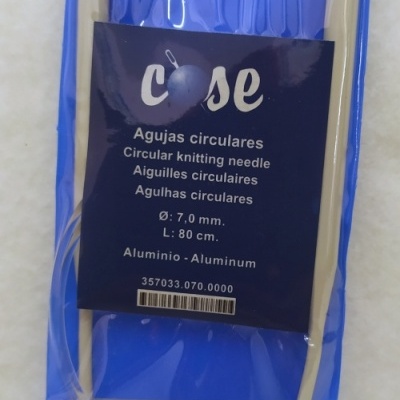 cose
Agujas circulares
Circular knitting needle
Aiguilles circulaires
Agulhas circulares
Ø: 7,0 mm.
L: 80 cm.
Aluminio - Aluminum
357033.070.0000